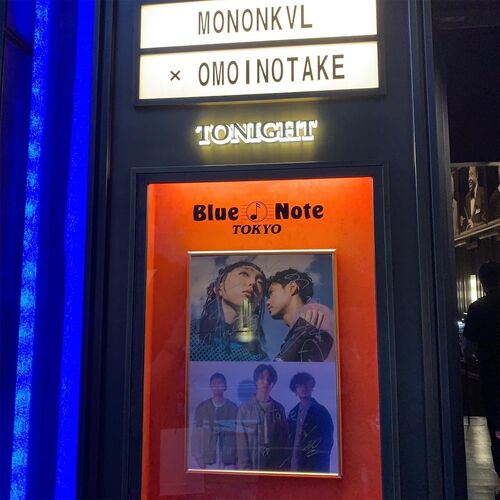 MONONKVL
× OMOINOTAKE
TONIGHT
Blue Note
TOKYO